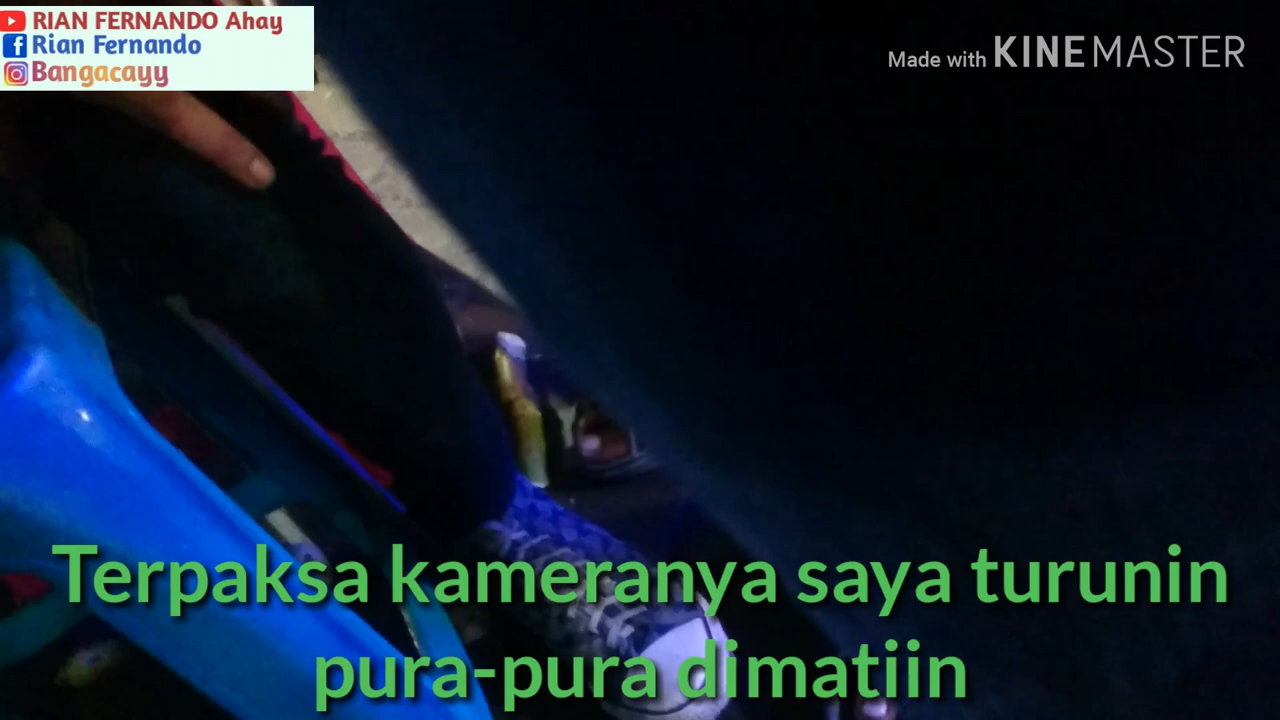 RIAN FERNANDO Ahay
Rian Fernando
Bangacayy
Made with KINEMASTER
Terpaksa kameranya saya turunin
pura-pura dimatiin